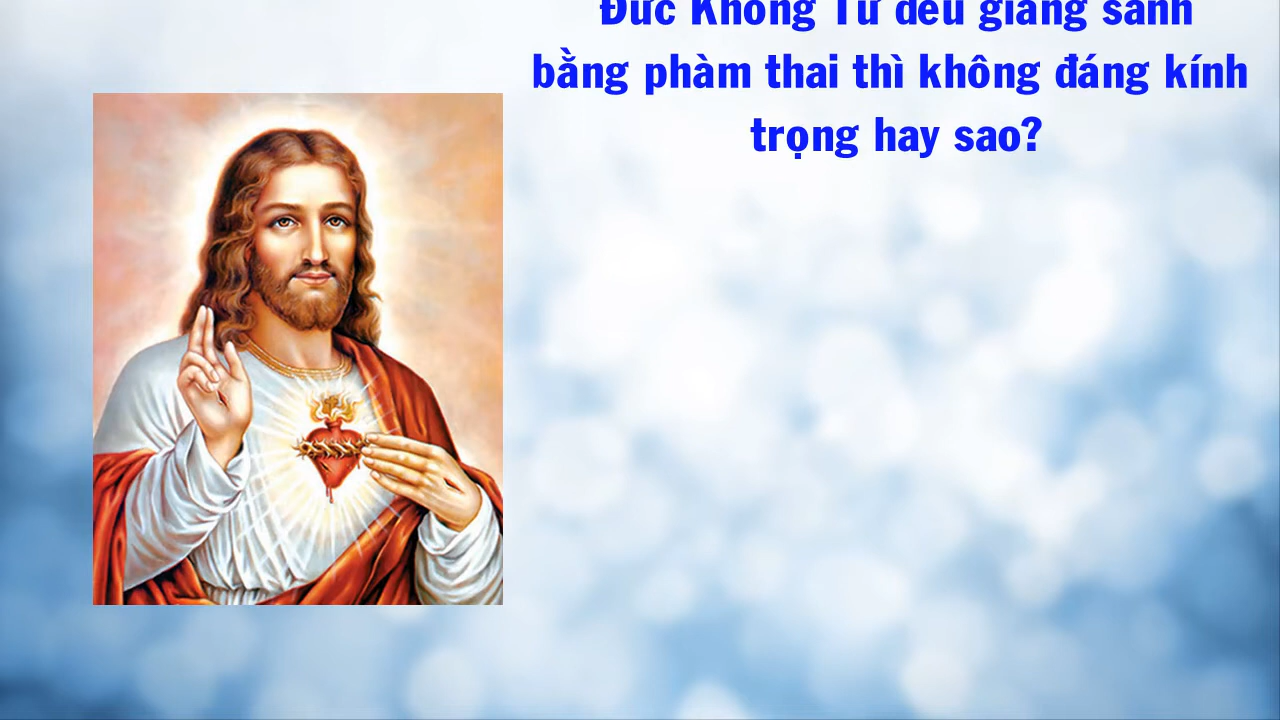 Đức Khổng Tử đều giáng sanh
bằng phàm thai thì không đáng kính
trọng hay sao?